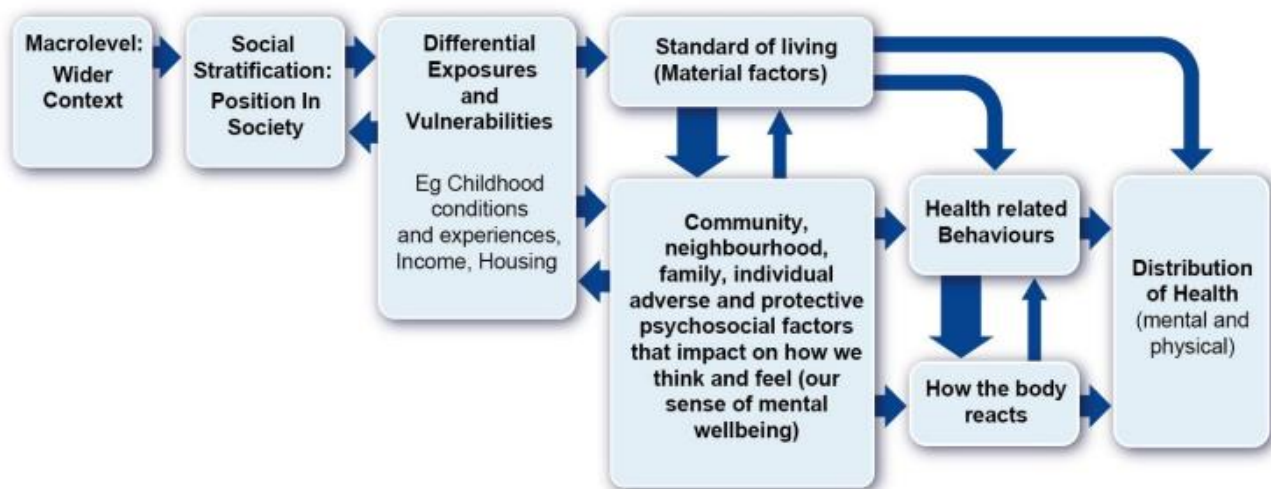 Macrolevel:
Wider
Context
Social
Stratification:
Position In
Society
Differential
Exposures
and
Vulnerabilities
Eg Childhood
conditions
and experiences,
Income, Housing
Standard of living
(Material factors)
Community,
neighbourhood,
family, individual
adverse and protective
psychosocial factors
that impact on how we
think and feel (our
sense of mental
wellbeing)
Health related
Behaviours
How the body
reacts
Distribution
of Health
(mental and
physical)